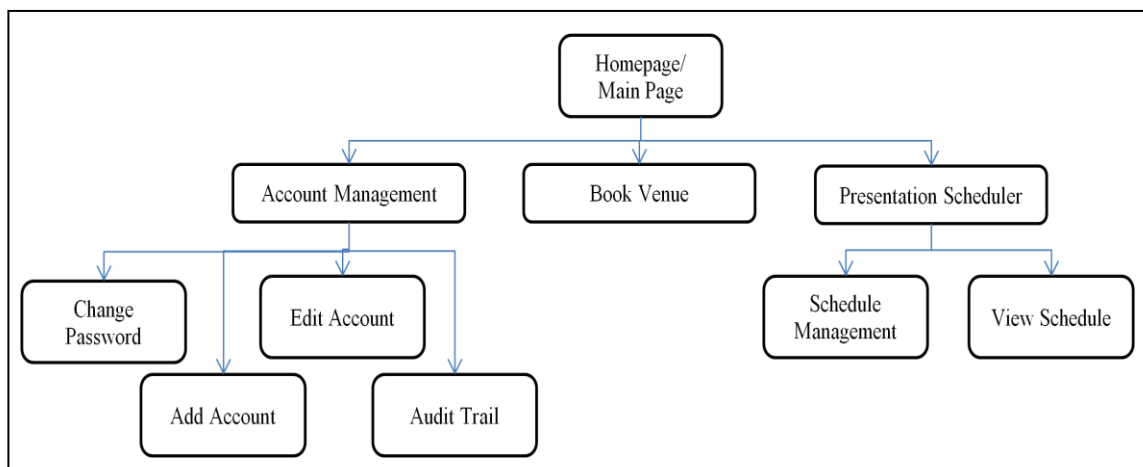 Homepage/
Main Page
Account Management
Book Venue
Presentation Scheduler
Change
Password
Edit Account
Schedule
Management
View Schedule
Add Account
Audit Trail